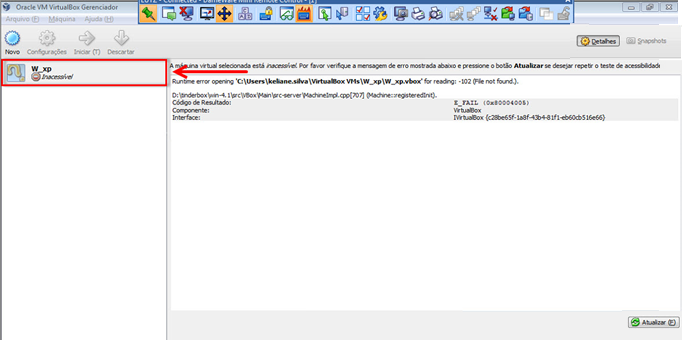 Oracle VM VirtualBox Gerenciador
Connected - DameWare Mini Remote Control - [1]
Arquivo (F) Máquina Ajuda (H)
Novo Configurações Iniciar (T) Descartar
Detalhes Snapshots
W_xp
Inacessível
A máquina virtual selecionada está inacessível. Por favor verifique a mensagem de erro mostrada abaixo e pressione o botão Atualizar se desejar repetir o teste de acessibilidade
Runtime error opening 'C:\Users\keliane.silva\VirtualBox VMs\W_xp\W_xp.vbox' for reading: -102 (File not found.).
D:\tinderbox\win-4.1\src\VBox\Main\src-server\MachineImpl.cpp[707] (Machine::registeredInit).
Código de Resultado: E_FAIL (0x80004005)
Componente: VirtualBox
Interface: IVirtualBox {c28be65f-1a8f-43b4-81f1-eb60cb516e66}
Atualizar (F)